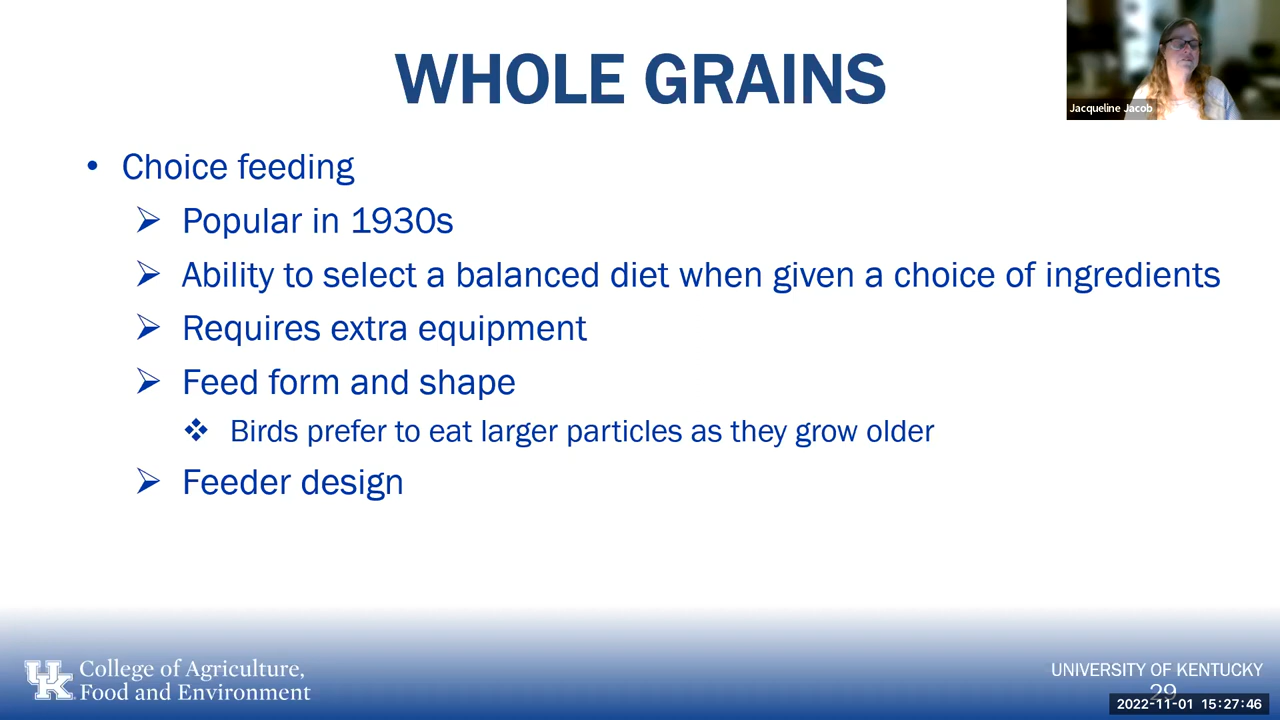 WHOLE GRAINS
Jacqueline Jacob
• Choice feeding
➢ Popular in 1930s
➢ Ability to select a balanced diet when given a choice of ingredients
➢ Requires extra equipment
➢ Feed form and shape
❖ Birds prefer to eat larger particles as they grow older
➢ Feeder design
UK College of Agriculture,
Food and Environment
UNIVERSITY OF KENTUCKY
29
2022-11-01 15:27:46